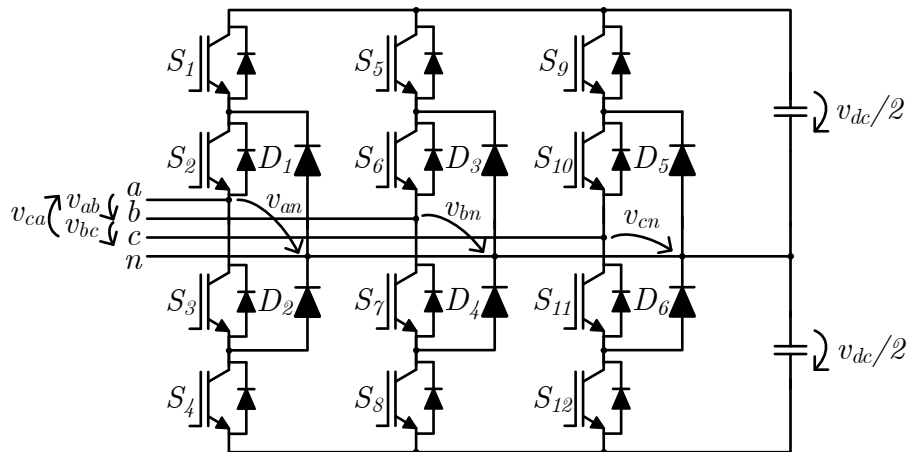 S1 S5 S9
vdc/2
S2 D1 S6 D3 S10 D5
a
vab van
b vbn
vca
vbc c vcn
n
S3 D2 S7 D4 S11 D6
vdc/2
S4 S8 S12